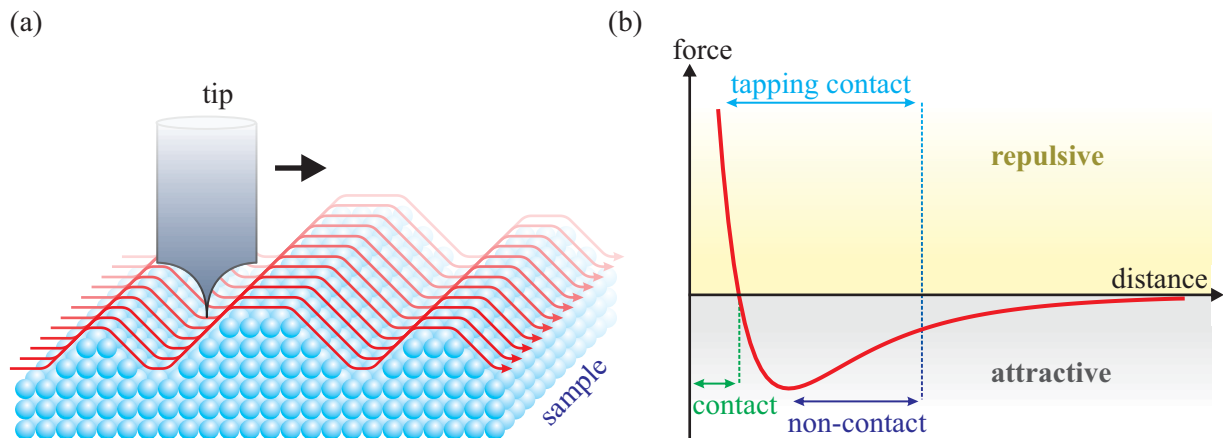 (a)
tip
sample
(b)
force
tapping contact
repulsive
distance
attractive
contact
non-contact